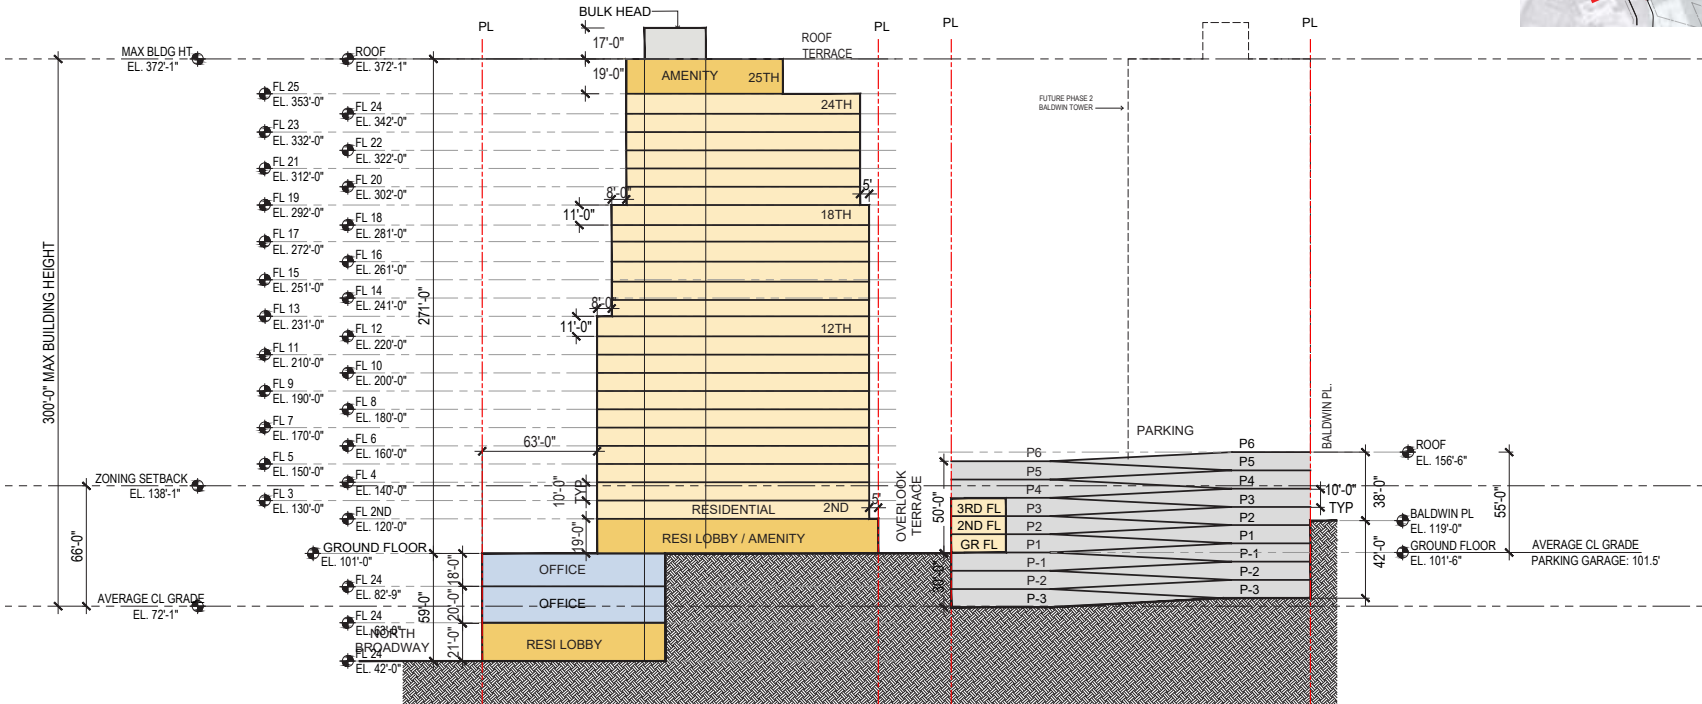 BULK HEAD
PL
PL
PL
PL
MAX BLDG HT
EL. 372'-1"
ROOF
EL. 372'-1"
17'-0"
ROOF
TERRACE
19'-0"
AMENITY
25TH
FL 25
EL. 353'-0"
FL 24
EL. 342'-0"
24TH
FUTURE PHASE 2
BALDWIN TOWER
FL 23
EL. 332'-0"
FL 22
EL. 322'-0"
FL 21
EL. 312'-0"
FL 20
EL. 302'-0"
8'-0"
5'
FL 19
EL. 292'-0"
11'-0"
18TH
FL 18
EL. 281'-0"
FL 17
EL. 272'-0"
FL 16
EL. 261'-0"
FL 15
EL. 251'-0"
FL 14
EL. 241'-0"
271'-0"
8'-0"
FL 13
EL. 231'-0"
11'-0"
12TH
FL 12
EL. 220'-0"
300'-0" MAX BUILDING HEIGHT
FL 11
EL. 210'-0"
FL 10
EL. 200'-0"
FL 9
EL. 190'-0"
FL 8
EL. 180'-0"
FL 7
EL. 170'-0"
FL 6
EL. 160'-0"
63'-0"
FL 5
EL. 150'-0"
FL 4
EL. 140'-0"
ZONING SETBACK
EL. 138'-1"
FL 3
EL. 130'-0"
10'-0"
TYP
FL 2ND
EL. 120'-0"
RESIDENTIAL
2ND
5'
19'-0"
RESI LOBBY / AMENITY
OVERLOOK
TERRACE
50'-0"
30'-0"
PARKING
BALDWIN PL.
P6
P5
P4
P3
P2
P1
P-1
P-2
P-3
3RD FL
2ND FL
GR FL
P6
P5
P4
P3
P2
P1
P-1
P-2
P-3
10'-0"
TYP
38'-0"
42'-0"
55'-0"
ROOF
EL. 156'-6"
BALDWIN PL
EL. 119'-0"
GROUND FLOOR
EL. 101'-6"
AVERAGE CL GRADE
PARKING GARAGE: 101.5'
66'-0"
GROUND FLOOR
EL. 101'-0"
18'-0"
OFFICE
FL 24
EL. 82'-9"
59'-0"
20'-0"
OFFICE
AVERAGE CL GRADE
EL. 72'-1"
FL 24
EL. 63'-0"
NORTH
BROADWAY
21'-0"
RESI LOBBY
FL 24
EL. 42'-0"